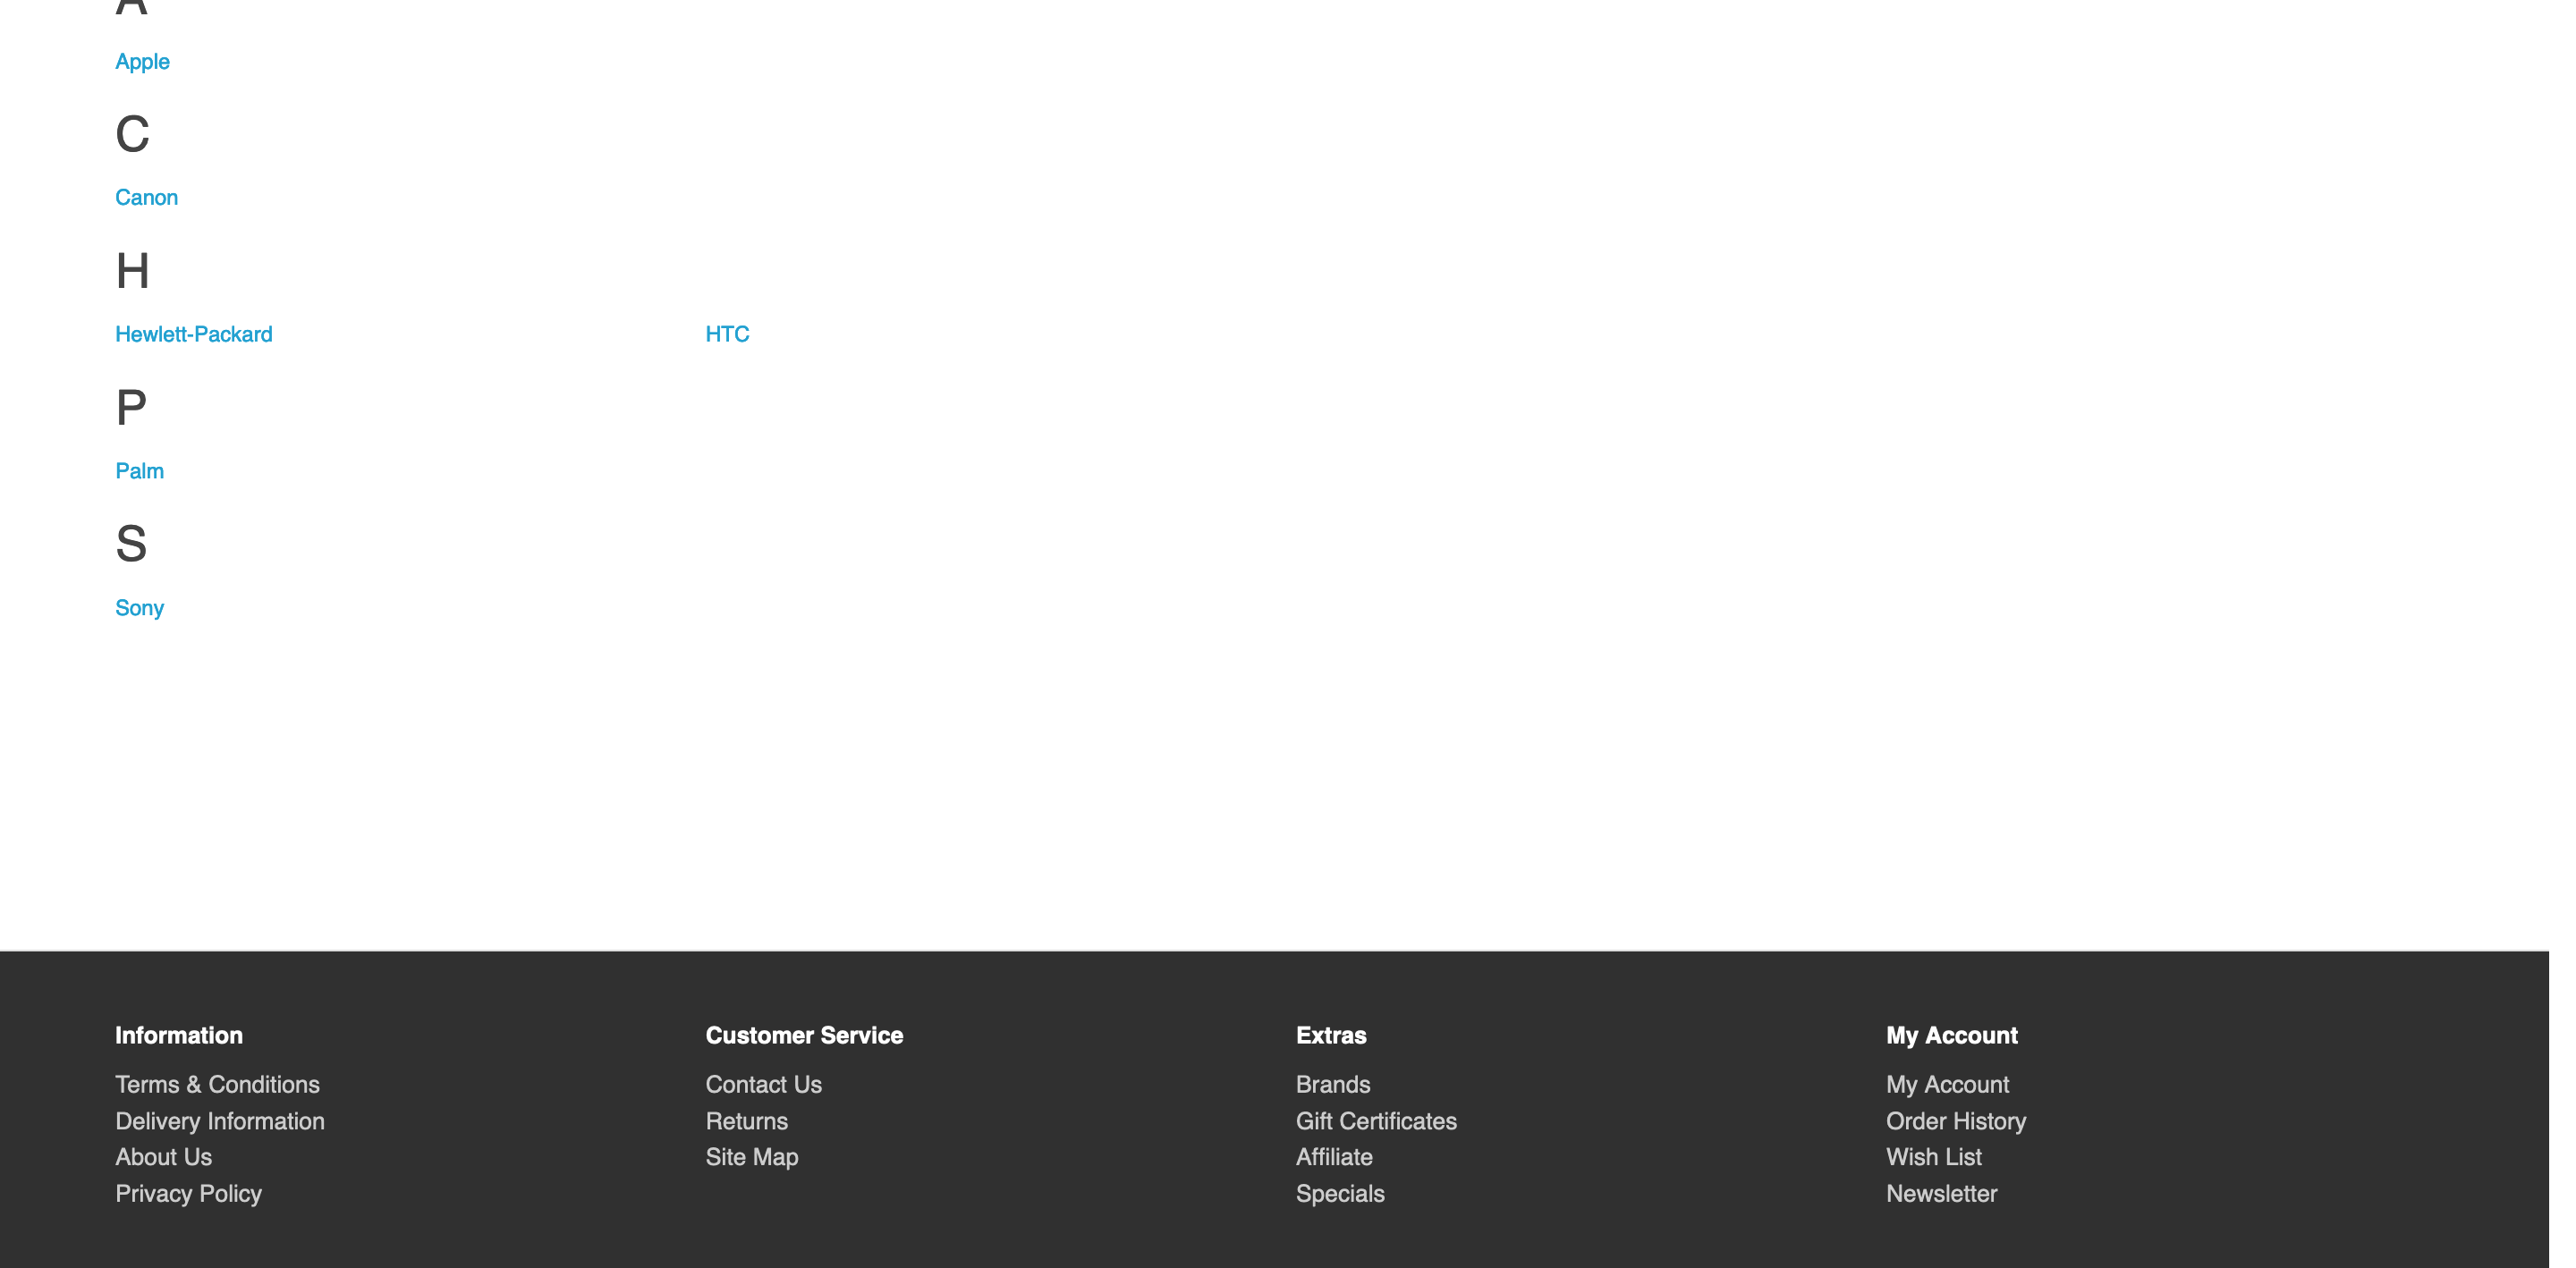 A
Apple
C
Canon
H
Hewlett-Packard HTC
P
Palm
S
Sony
Information Customer Service Extras My Account
Terms & Conditions Contact Us Brands My Account
Delivery Information Returns Gift Certificates Order History
About Us Site Map Affiliate Wish List
Privacy Policy Specials Newsletter